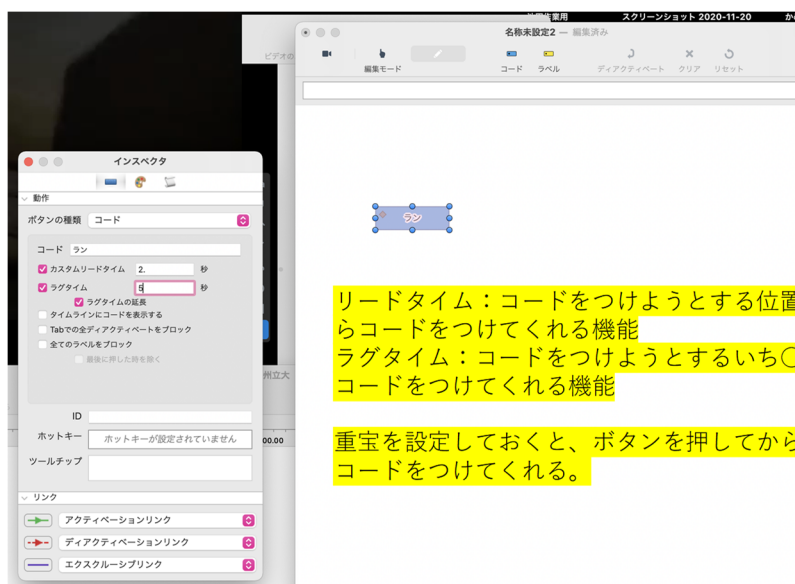 スクリーンショット 2020-11-20
ビデオの
名称未設定2 — 編集済み
編集モード
コード
ラベル
ディアクティベート
クリア
リセット
インスペクタ
動作
ボタンの種類 コード
コード ラン
カスタムリードタイム 2. 秒
ラグタイム 5 秒
ラグタイムの延長
タイムラインにコードを表示する
Tabでの全ディアクティベートをブロック
全てのラベルをブロック
最後に押した時を除く
ID
ホットキー ホットキーが設定されていません
ツールチップ
リンク
アクティベーションリンク
ディアクティベーションリンク
エクスクルーシブリンク
州立大
00.00
ラン
リードタイム：コードをつけようとする位置
らコードをつけてくれる機能
ラグタイム：コードをつけようとするいち〇
コードをつけてくれる機能
重宝を設定しておくと、ボタンを押してから
コードをつけてくれる。